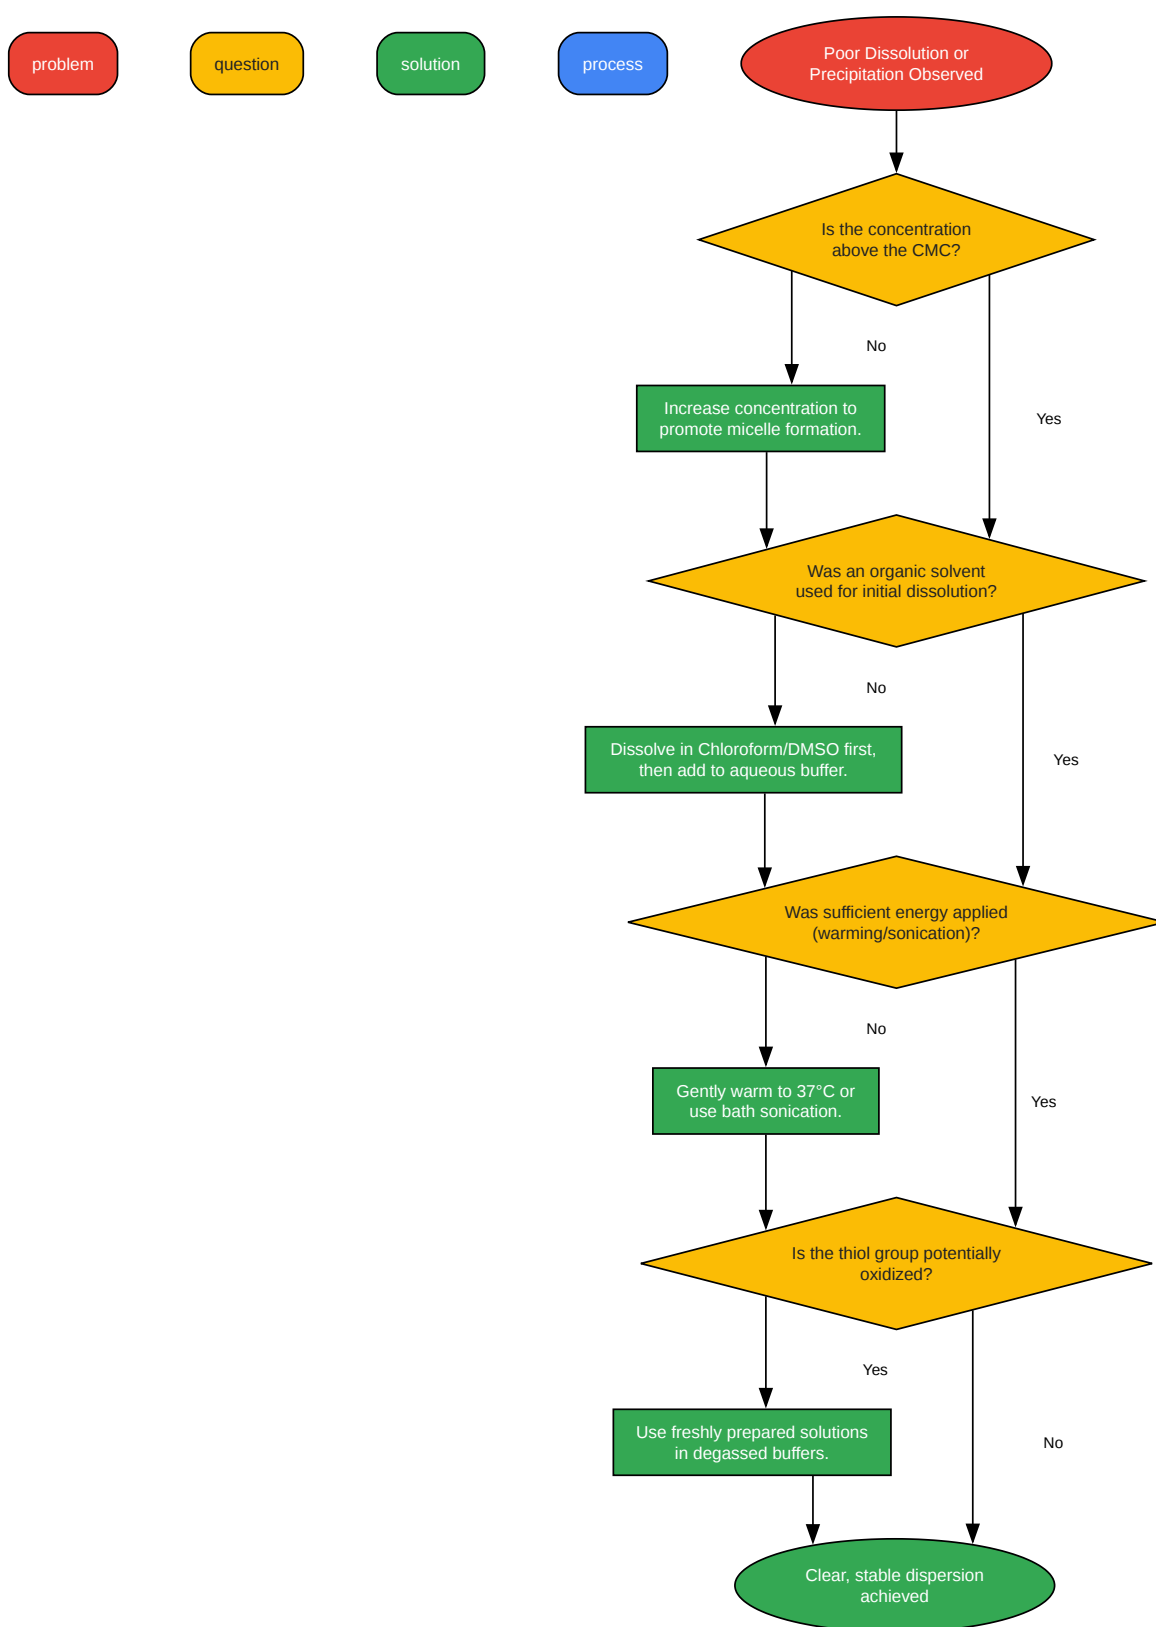 problem
question
solution
process
Poor Dissolution or
Precipitation Observed
Is the concentration
above the CMC?
No
Increase concentration to
promote micelle formation.
Yes
Was an organic solvent
used for initial dissolution?
No
Dissolve in Chloroform/DMSO first,
then add to aqueous buffer.
Yes
Was sufficient energy applied
(warming/sonication)?
No
Gently warm to 37°C or
use bath sonication.
Yes
Is the thiol group potentially
oxidized?
Yes
Use freshly prepared solutions
in degassed buffers.
No
Clear, stable dispersion
achieved